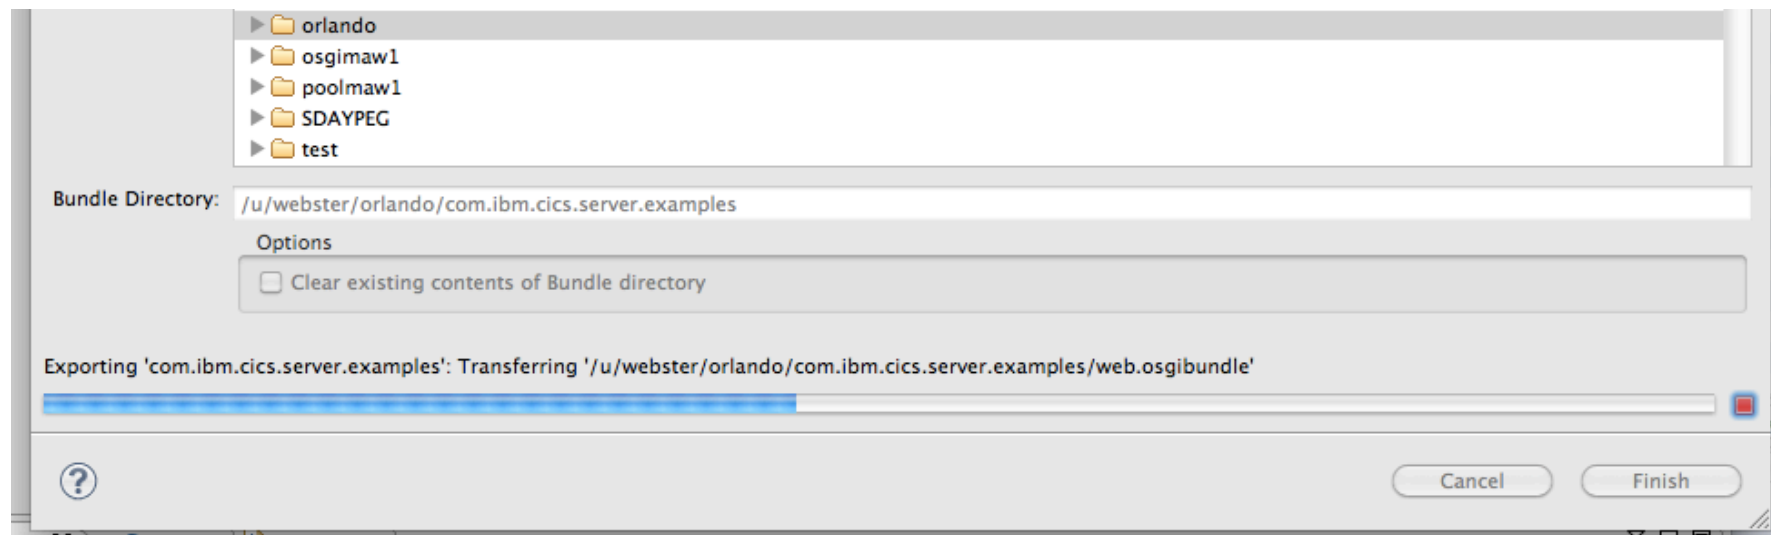 orlando
osgimaw1
poolmaw1
SDAYPEG
test
Bundle Directory: /u/webster/orlando/com.ibm.cics.server.examples
Options
Clear existing contents of Bundle directory
Exporting 'com.ibm.cics.server.examples': Transferring '/u/webster/orlando/com.ibm.cics.server.examples/web.osgibundle'
? Cancel Finish